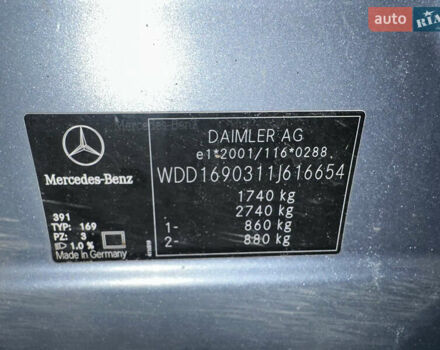 auto RIA
DAIMLER AG
e1*2001/116*0288
WDD1690311J616654
1740 kg
2740 kg
1- 860 kg
2- 880 kg
Mercedes-Benz
391
TYP: 169
PZ: 3
1.0 %
Made in Germany